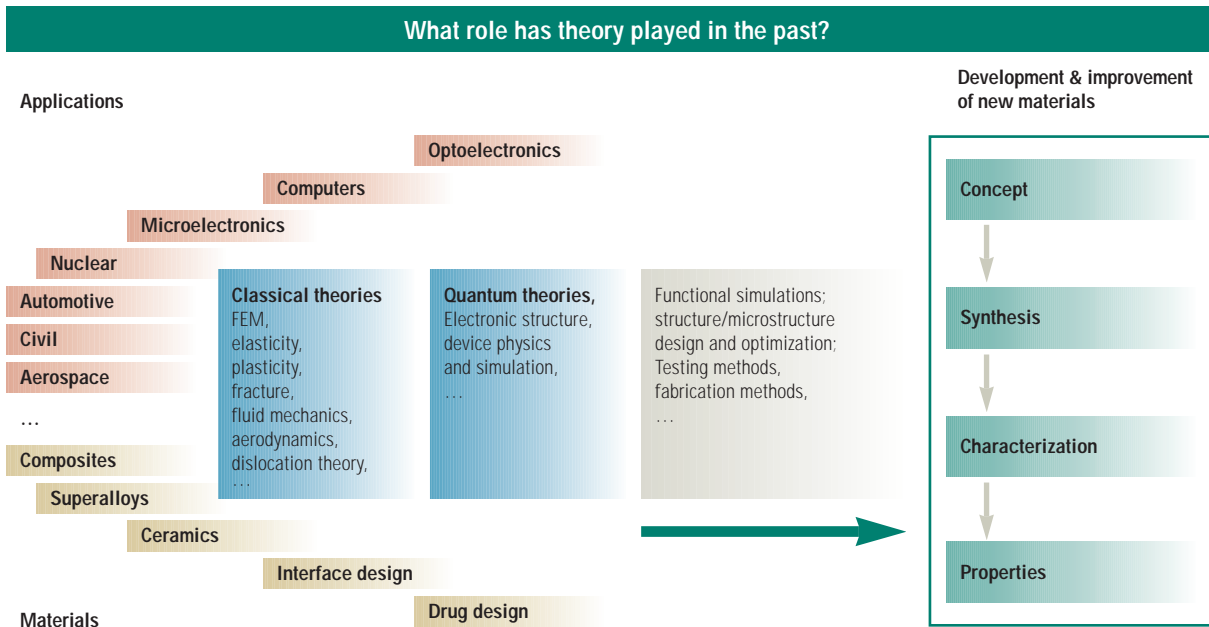 What role has theory played in the past?
Applications
Development & improvement
of new materials
Optoelectronics
Computers
Microelectronics
Nuclear
Automotive
Civil
Aerospace
…
Composites
Superalloys
Ceramics
Interface design
Drug design
Materials
Classical theories
FEM,
elasticity,
plasticity,
fracture,
fluid mechanics,
aerodynamics,
dislocation theory,
…
Quantum theories,
Electronic structure,
device physics
and simulation,
…
Functional simulations;
structure/microstructure
design and optimization;
Testing methods,
fabrication methods,
…
Concept
Synthesis
Characterization
Properties